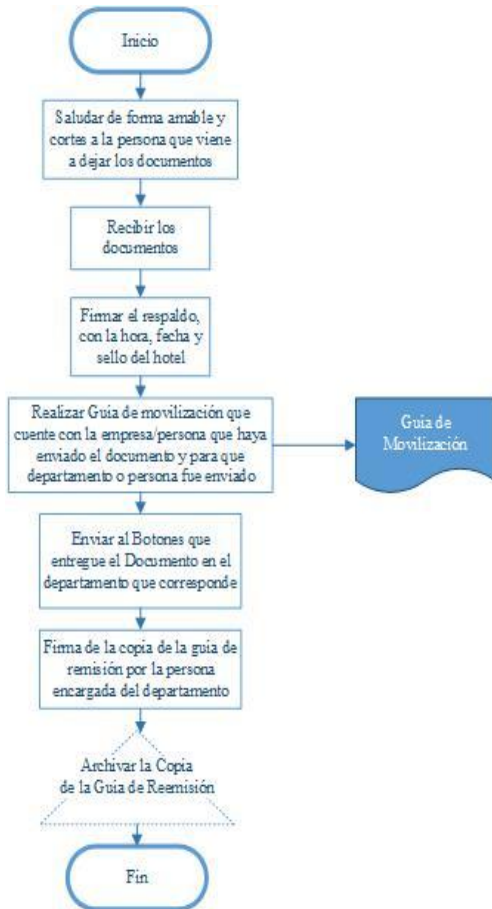 Inicio
Saludar de forma amable y
cortes a la persona que viene
a dejar los documentos
Recibir los
documentos
Firmar el respaldo,
con la hora, fecha y
sello del hotel
Realizar Guia de movilización que
cuente con la empresa/persona que haya
enviado el documento y para que
departamento o persona fue enviado
Guia de
Movilización
Enviar al Botones que
entregue el Documento en el
departamento que corresponde
Firma de la copia de la guia de
remisión por la persona
encargada del departamento
Archivar la Copia
de la Guia de Reemisión
Fin